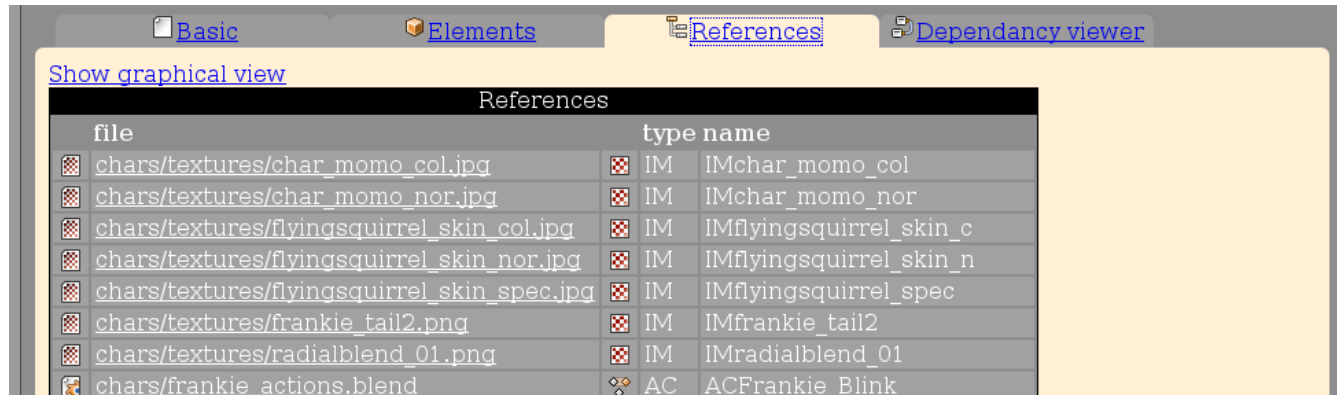 Basic Elements References Dependancy viewer
Show graphical view
References
file type name
chars/textures/char_momo_col.jpg IM IMchar_momo_col
chars/textures/char_momo_nor.jpg IM IMchar_momo_nor
chars/textures/flyingsquirrel_skin_col.jpg IM IMflyingsquirrel_skin_c
chars/textures/flyingsquirrel_skin_nor.jpg IM IMflyingsquirrel_skin_n
chars/textures/flyingsquirrel_skin_spec.jpg IM IMflyingsquirrel_spec
chars/textures/frankie_tail2.png IM IMfrankie_tail2
chars/textures/radialblend_01.png IM IMradialblend_01
chars/frankie_actions.blend AC ACFrankie_Blink